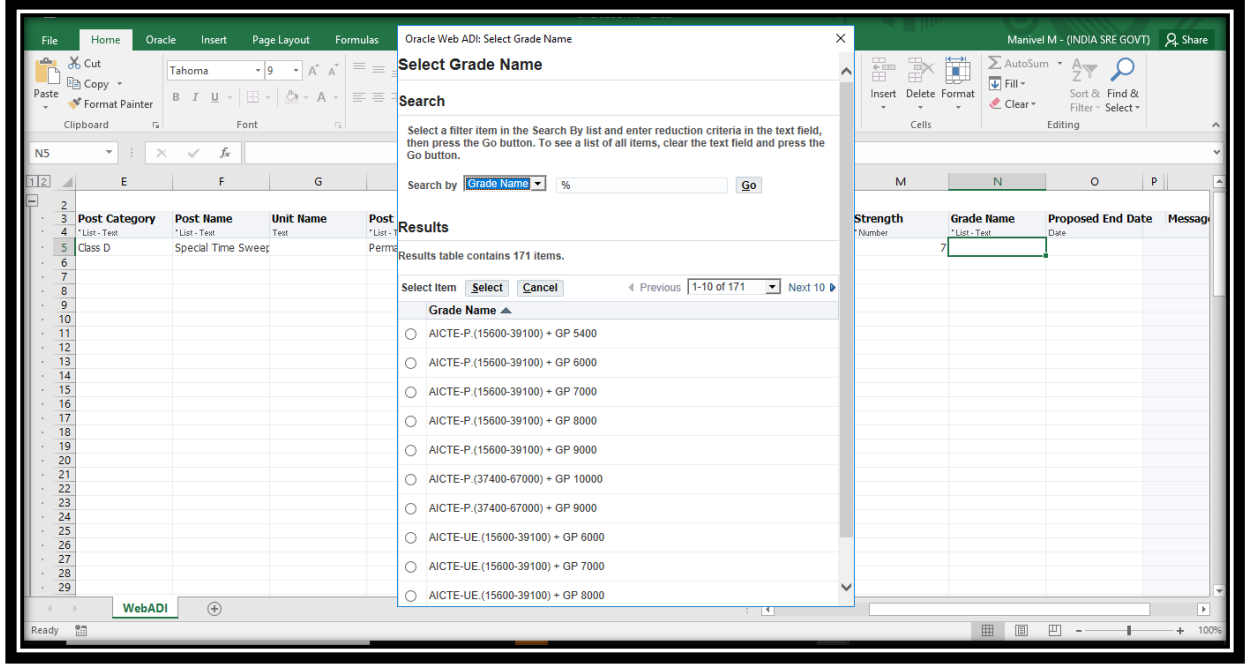 File Home Oracle Insert Page Layout Formulas
Manivel M - (INDIA SRE GOVT) Share
Paste
Cut
Copy
Format Painter
Clipboard
Tahoma 9
B I U
Font
Insert Delete Format
Cells
AutoSum
Fill
Clear
Sort & Find &
Filter Select
Editing
N5 fx
1 2 E F G M N O P
2
3 Post Category Post Name Unit Name Post Strength Grade Name Proposed End Date Messag
4 * List - Text * List - Text Text * List - T * Number * List - Text Date
5 Class D Special Time Sweep Perma 7
6
7
8
9
10
11
12
13
14
15
16
17
18
19
20
21
22
23
24
25
26
27
28
29
Oracle Web ADI: Select Grade Name
Select Grade Name
Search
Select a filter item in the Search By list and enter reduction criteria in the text field,
then press the Go button. To see a list of all items, clear the text field and press the
Go button.
Search by Grade Name % Go
Results
Results table contains 171 items.
Select Item Select Cancel Previous 1-10 of 171 Next 10
Grade Name
AICTE-P.(15600-39100) + GP 5400
AICTE-P.(15600-39100) + GP 6000
AICTE-P.(15600-39100) + GP 7000
AICTE-P.(15600-39100) + GP 8000
AICTE-P.(15600-39100) + GP 9000
AICTE-P.(37400-67000) + GP 10000
AICTE-P.(37400-67000) + GP 9000
AICTE-UE.(15600-39100) + GP 6000
AICTE-UE.(15600-39100) + GP 7000
AICTE-UE.(15600-39100) + GP 8000
WebADI
Ready
100%